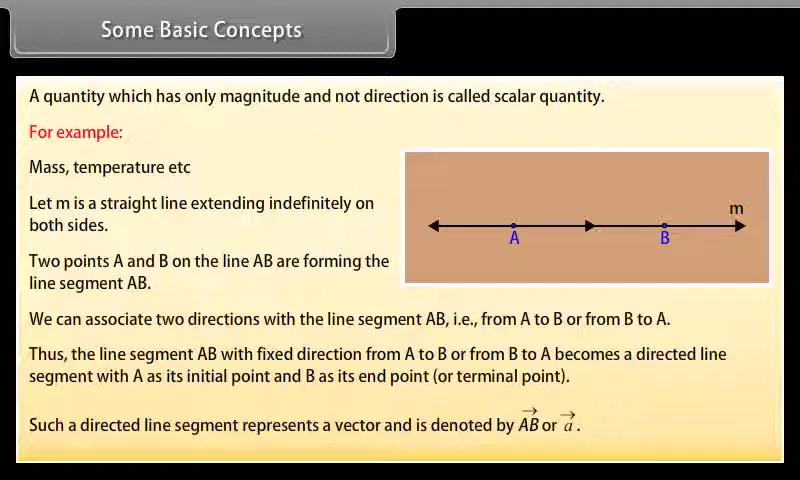 Some Basic Concepts
A quantity which has only magnitude and not direction is called scalar quantity.
For example:
Mass, temperature etc
Let m is a straight line extending indefinitely on
both sides.
m
A B
Two points A and B on the line AB are forming the
line segment AB.
We can associate two directions with the line segment AB, i.e., from A to B or from B to A.
Thus, the line segment AB with fixed direction from A to B or from B to A becomes a directed line
segment with A as its initial point and B as its end point (or terminal point).
Such a directed line segment represents a vector and is denoted by $\overrightarrow{AB}$ or $\overrightarrow{a}$.